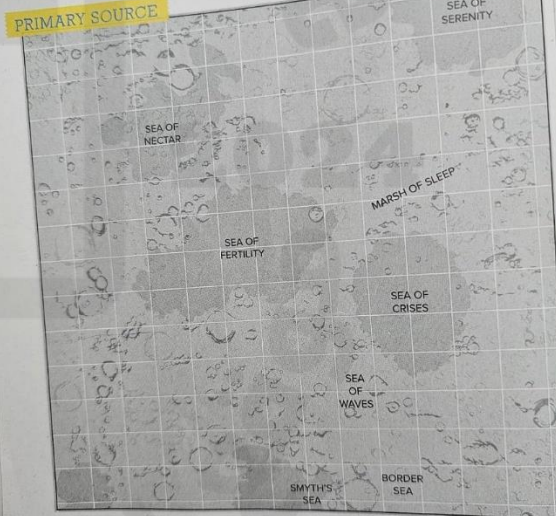 PRIMARY SOURCE
SEA OF
SERENITY
SEA OF
NECTAR
MARSH OF SLEEP
SEA OF
FERTILITY
SEA OF
CRISES
SEA
OF
WAVES
SMYTH'S
SEA
BORDER
SEA